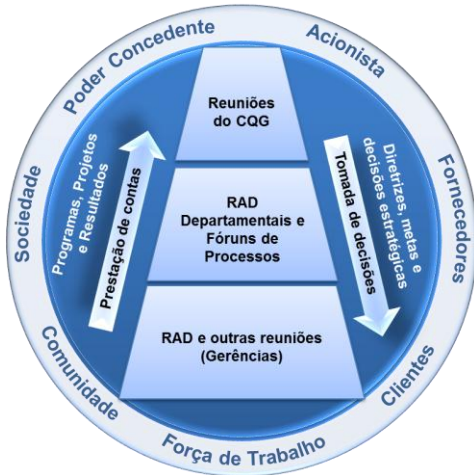 Poder Concedente
Acionista
Sociedade
Fornecedores
Comunidade
Clientes
Força de Trabalho
Programas, Projetos
e Resultados
Prestação de contas
Reuniões
do CQG
RAD
Departamentais e
Fóruns de
Processos
RAD e outras reuniões
(Gerências)
Tomada de decisões
Diretrizes, metas e
decisões estratégicas